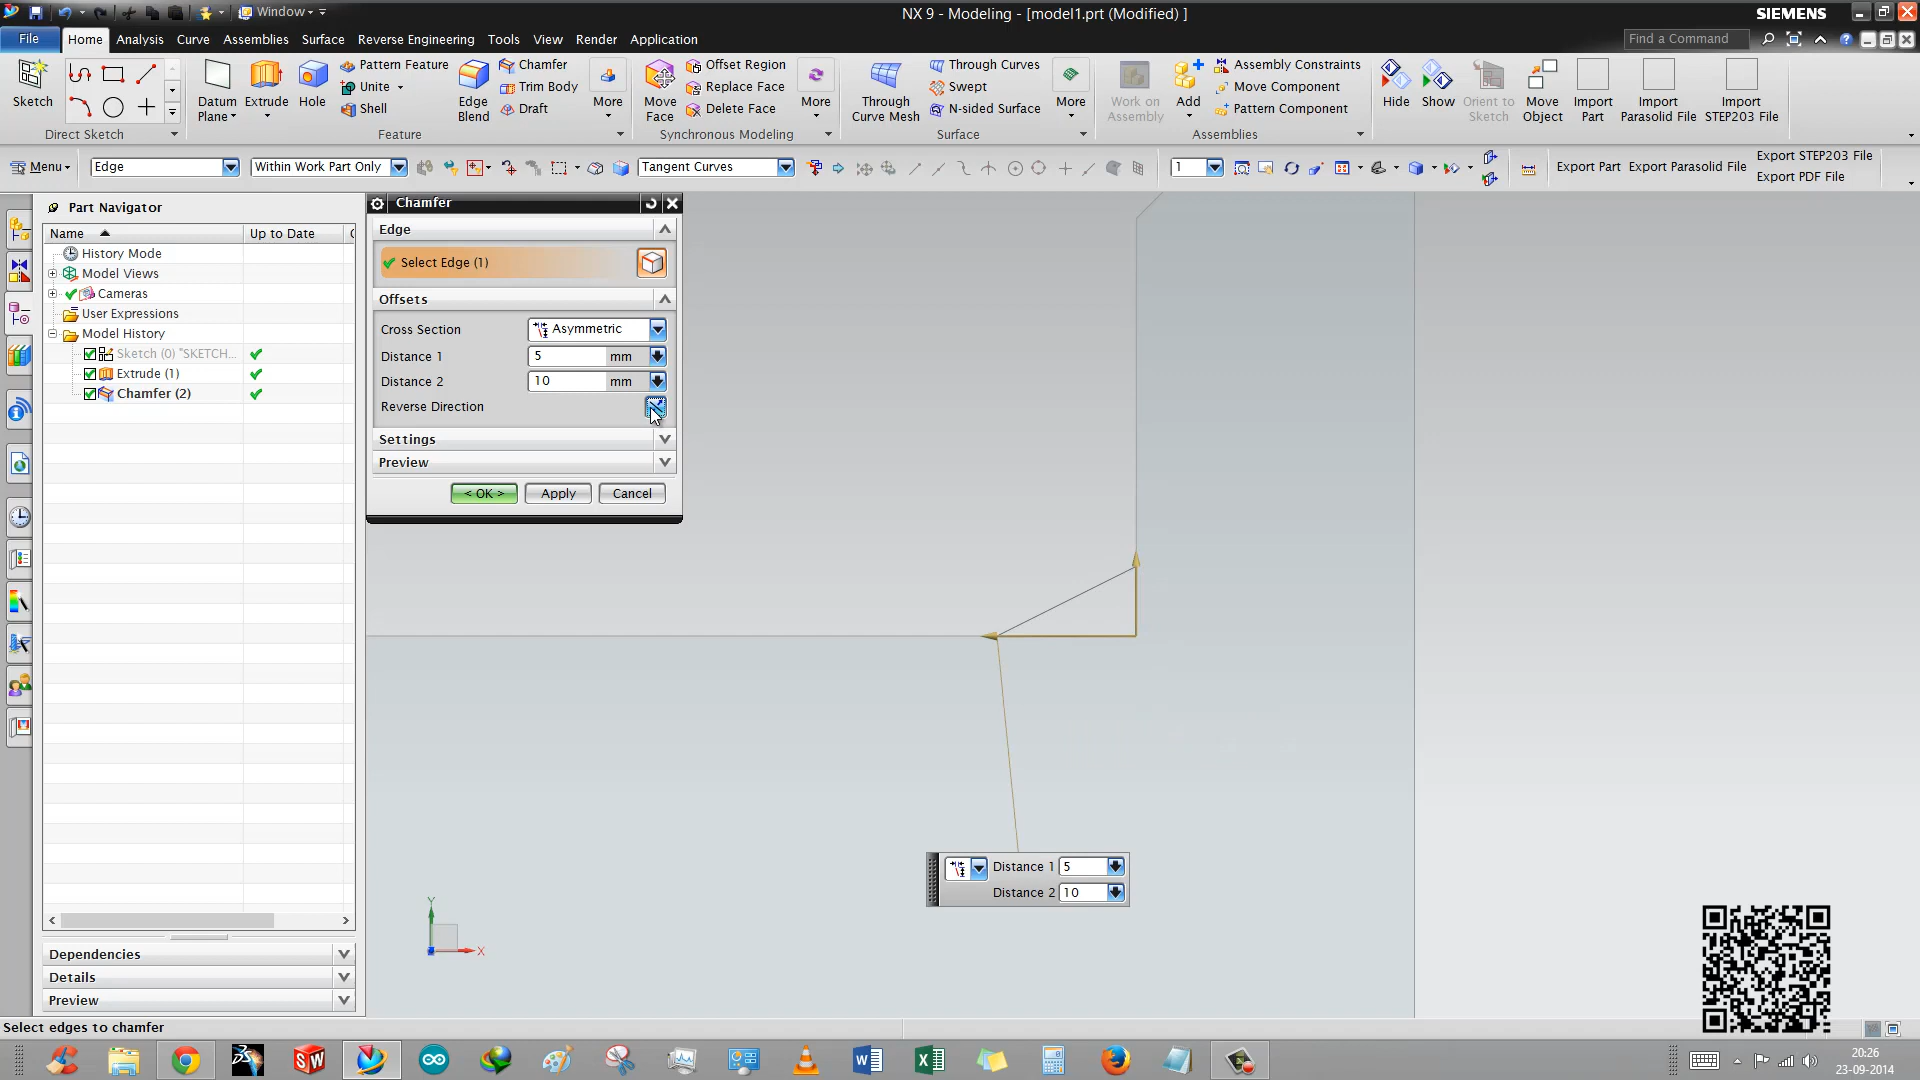 Window
NX 9 - Modeling - [model1.prt (Modified) ]
SIEMENS
File
Home
Analysis
Curve
Assemblies
Surface
Reverse Engineering
Tools
View
Render
Application
Find a Command
Sketch
Direct Sketch
Datum Plane
Extrude
Hole
Pattern Feature
Unite
Shell
Edge Blend
Chamfer
Trim Body
Draft
More
Feature
Move Face
Offset Region
Replace Face
Delete Face
More
Synchronous Modeling
Through Curve Mesh
Through Curves
Swept
N-sided Surface
More
Surface
Work on Assembly
Add
Assembly Constraints
Move Component
Pattern Component
Assemblies
Hide
Show
Orient to Sketch
Move Object
Import Part
Import Parasolid File
Import STEP203 File
Menu
Edge
Within Work Part Only
Tangent Curves
1
Export Part
Export Parasolid File
Export STEP203 File
Export PDF File
Part Navigator
Name
Up to Date
History Mode
Model Views
Cameras
User Expressions
Model History
Sketch (0) "SKETCH...
Extrude (1)
Chamfer (2)
Dependencies
Details
Preview
Chamfer
Edge
Select Edge (1)
Offsets
Cross Section
Asymmetric
Distance 1
5
mm
Distance 2
10
mm
Reverse Direction
Settings
Preview
< OK >
Apply
Cancel
Distance 1 5
Distance 2 10
Y
X
Select edges to chamfer
20:26
23-09-2014